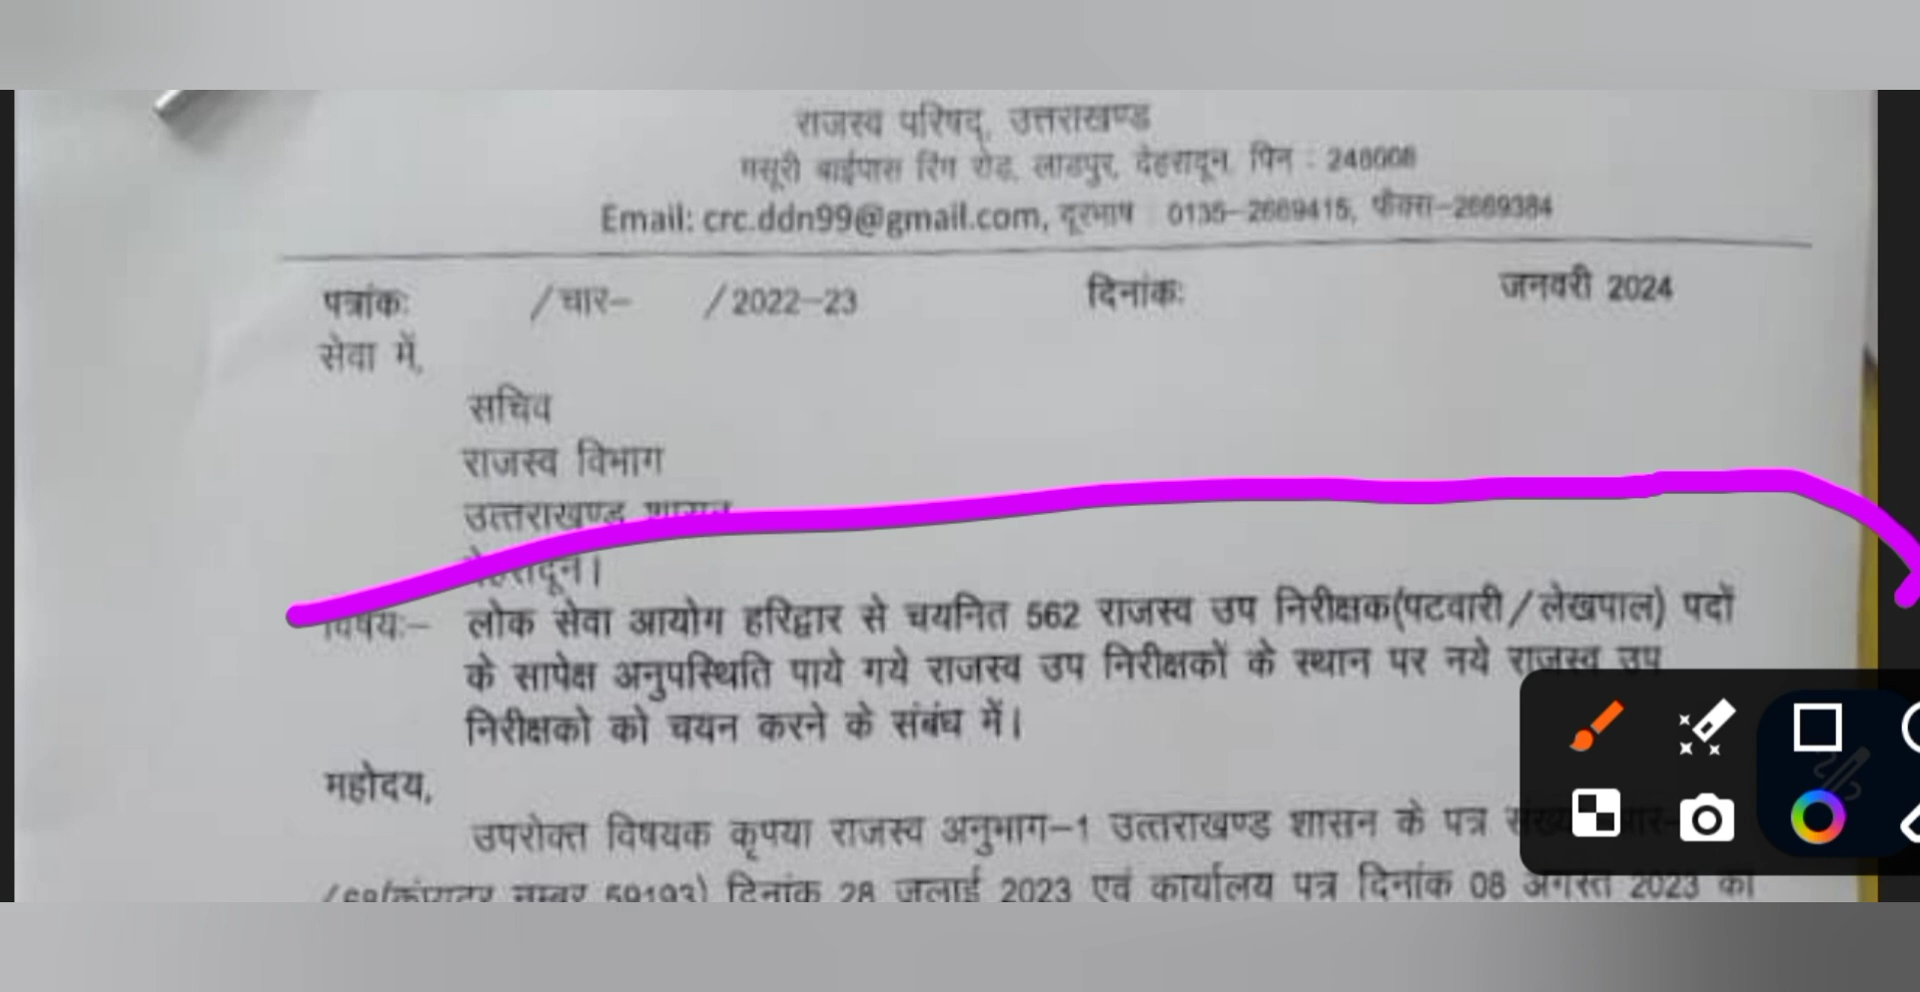 राजस्व परिषद्, उत्तराखण्ड
मसूरी बाईपास रिंग रोड, लाडपुर, देहरादून, पिन : 248008
Email: crc.ddn99@gmail.com, दूरभाष : 0135-2669415, फैक्स-2669384
पत्रांकः /चार- /2022-23 दिनांकः जनवरी 2024
सेवा में,
सचिव
राजस्व विभाग
उत्तराखण्ड शासन
देहरादून।
विषयः- लोक सेवा आयोग हरिद्वार से चयनित 562 राजस्व उप निरीक्षक(पटवारी/लेखपाल) पदों
के सापेक्ष अनुपस्थिति पाये गये राजस्व उप निरीक्षकों के स्थान पर नये राजस्व उप
निरीक्षको को चयन करने के संबंध में।
महोदय,
उपरोक्त विषयक कृपया राजस्व अनुभाग-1 उत्तराखण्ड शासन के पत्र
नम्बर 59193) दिनांक 28 जुलाई 2023 एवं कार्यालय पत्र दिनांक 08 अगस्त 2023 का